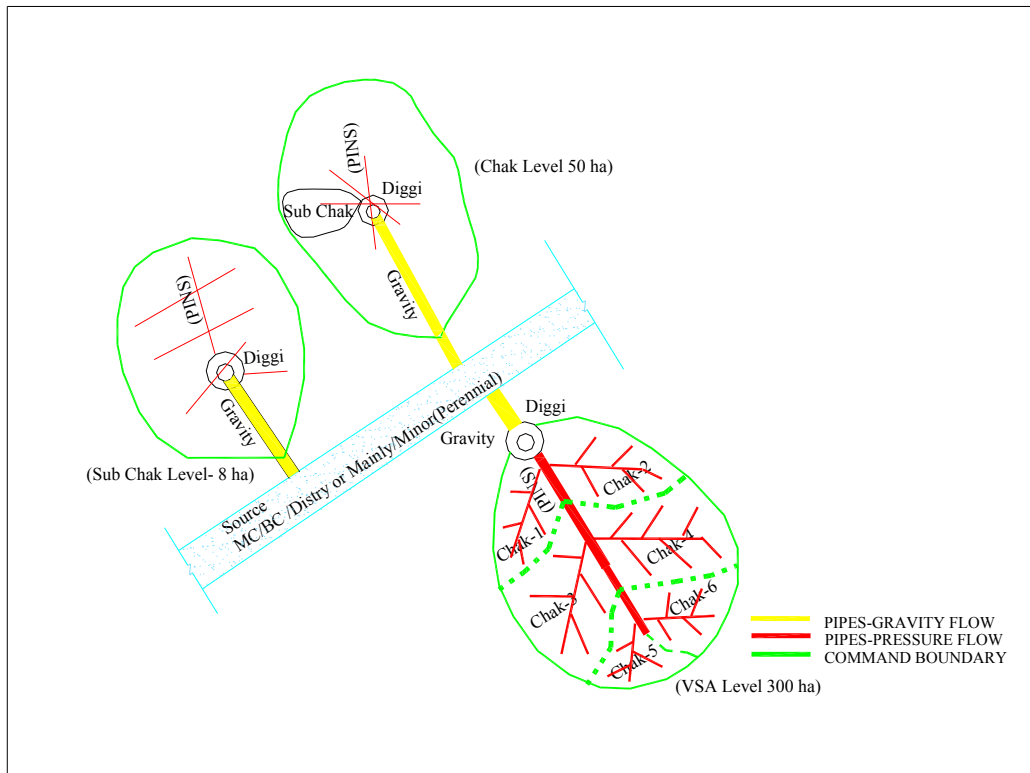 (PINS)
(Chak Level 50 ha)
Diggi
Sub Chak
Gravity
(PINS)
Diggi
Gravity
(Sub Chak Level- 8 ha)
Source
MC/BC /Distry or Mainly/Minor(Perennial)
Diggi
Gravity
(PINS)
Chak-2
Chak-1
Chak-4
Chak-3
Chak-6
Chak-5
PIPES-GRAVITY FLOW
PIPES-PRESSURE FLOW
COMMAND BOUNDARY
(VSA Level 300 ha)